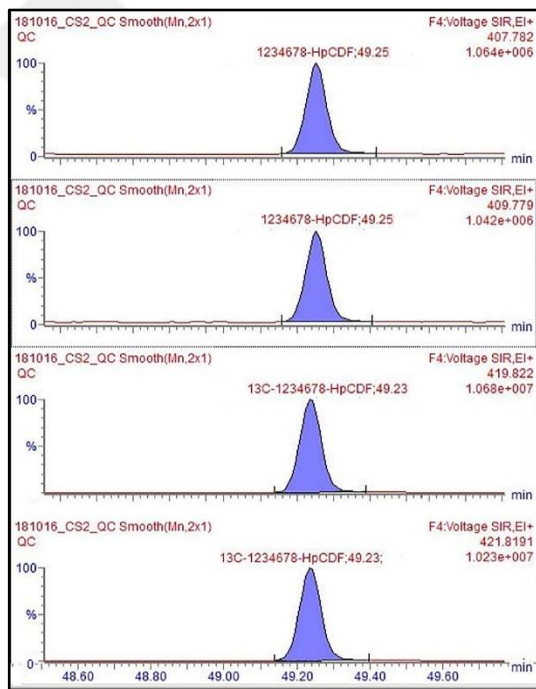 181016_CS2_QC Smooth(Mn,2x1)
F4:Voltage SIR,EI+
QC
407.782
1234678-HpCDF;49.25
1.064e+006
100
%
0
min
181016_CS2_QC Smooth(Mn,2x1)
F4:Voltage SIR,EI+
QC
409.779
1234678-HpCDF;49.25
1.042e+006
100
%
0
min
181016_CS2_QC Smooth(Mn,2x1)
F4:Voltage SIR,EI+
QC
419.822
13C-1234678-HpCDF;49.23
1.068e+007
100
%
0
min
181016_CS2_QC Smooth(Mn,2x1)
F4:Voltage SIR,EI+
QC
421.8191
13C-1234678-HpCDF;49.23;
1.023e+007
100
%
0
min
48.60 48.80 49.00 49.20 49.40 49.60